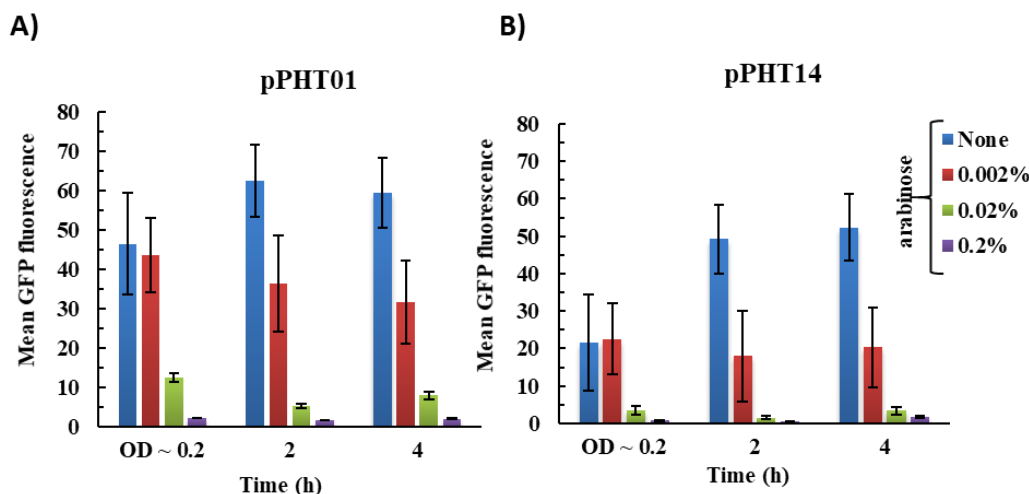 A)
pPHT01
Mean GFP fluorescence
80
70
60
50
40
30
20
10
0
OD ~ 0.2
2
4
Time (h)
B)
pPHT14
Mean GFP fluorescence
80
70
60
50
40
30
20
10
0
OD ~ 0.2
2
4
Time (h)
arabinose
None
0.002%
0.02%
0.2%